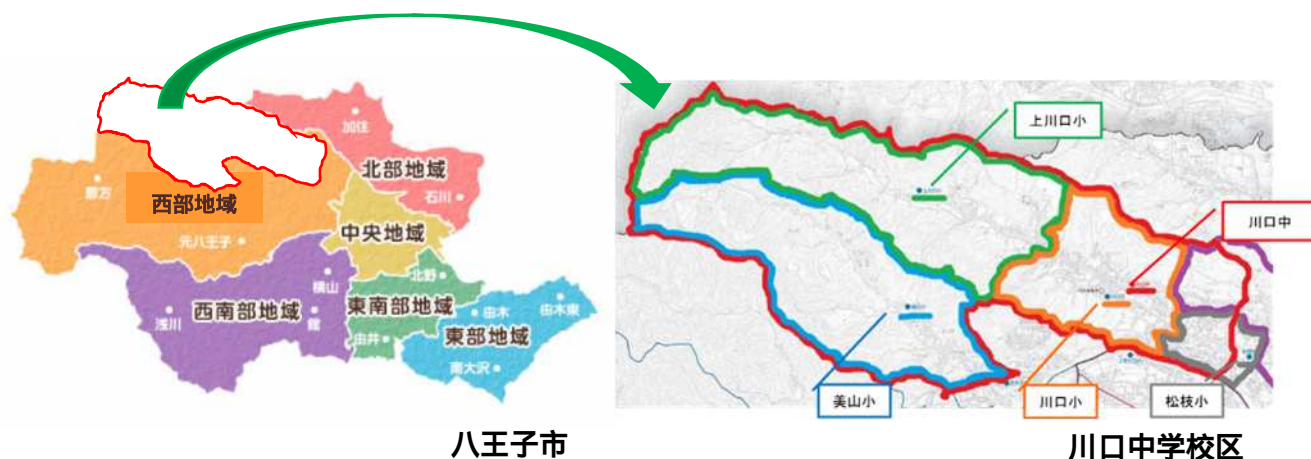 加住
北部地域
石川
恩方
西部地域
元八王子
中央地域
北野
横山
西南部地域
東南部地域
浅川
館
由木
由木東
由井
東部地域
南大沢
八王子市
上川口小
川口中
美山小
川口小
松枝小
川口中学校区